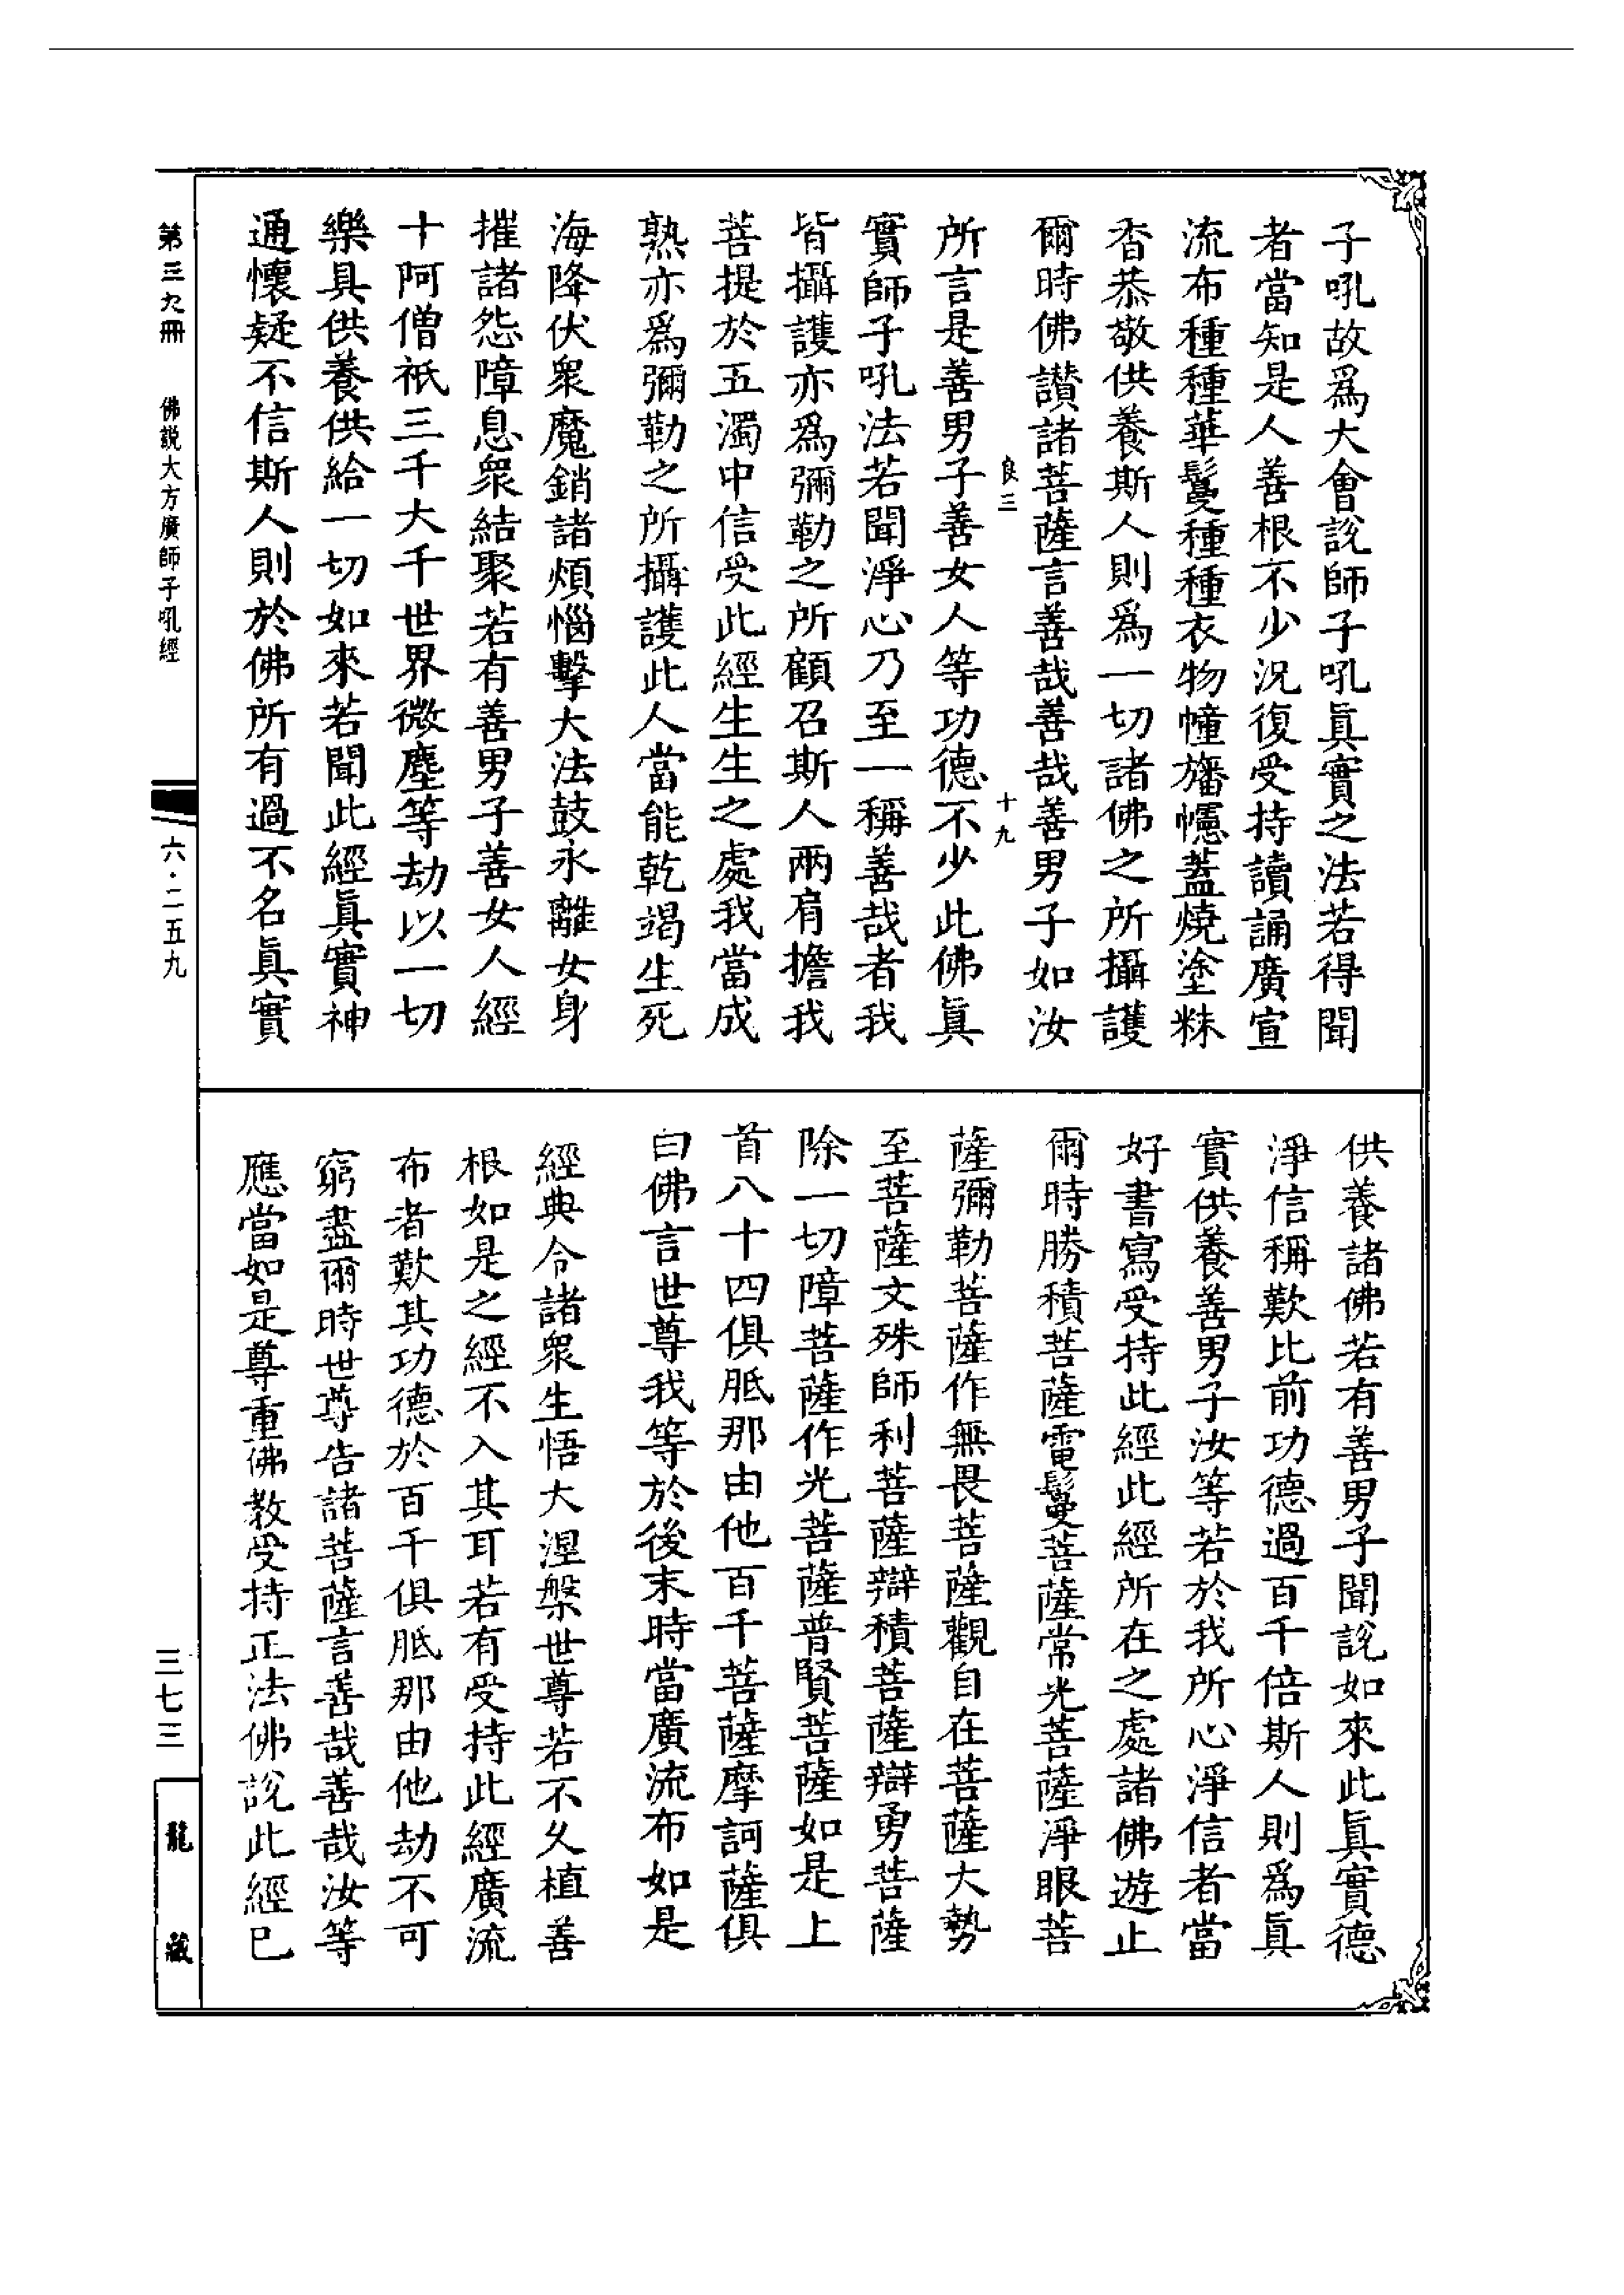 子吼故爲大會說師子吼眞實之法若得聞
者當知是人善根不少況復受持讀誦廣宣
流布種種華鬘種種衣物幢旛幰蓋燒塗粖
香恭敬供養斯人則爲一切諸佛之所攝護
爾時佛讃諸菩薩言善哉善哉善男子如汝
良三
十九
所言是善男子善女人等功德不少此佛眞
實師子吼法若聞淨心乃至一稱善哉者我
皆攝護亦爲彌勒之所顧召斯人兩肩擔我
菩提於五濁中信受此經生生之處我當成
熟亦爲彌勒之所攝護此人當能乾竭生死
海降伏衆魔銷諸煩惱擊大法鼓永離女身
摧諸怨障息衆結聚若有善男子善女人經
十阿僧祇三千大千世界微塵等劫以一切
樂具供養供給一切如來若聞此經眞實神
通懷疑不信斯人則於佛所有過不名眞實
供養諸佛若有善男子聞說如來此眞實德
淨信稱歎比前功德過百千倍斯人則爲眞
實供養善男子汝等若於我所心淨信者當
好書寫受持此經此經所在之處諸佛遊止
爾時勝積菩薩電鬘菩薩常光菩薩淨眼菩
薩彌勒菩薩作無畏菩薩觀自在菩薩大勢
至菩薩文殊師利菩薩辯積菩薩辯勇菩薩
除一切障菩薩作光菩薩普賢菩薩如是上
首八十四俱胝那由他百千菩薩摩訶薩俱
白佛言世尊我等於後末時當廣流布如是
經典令諸衆生悟大涅槃世尊若不久植善
根如是之經不入其耳若有受持此經廣流
布者歎其功德於百千俱胝那由他劫不可
窮盡爾時世尊告諸菩薩言善哉善哉汝等
應當如是尊重佛教受持正法佛說此經已
第三九冊
佛說大方廣師子吼經
六·二五九
三七三
龍藏